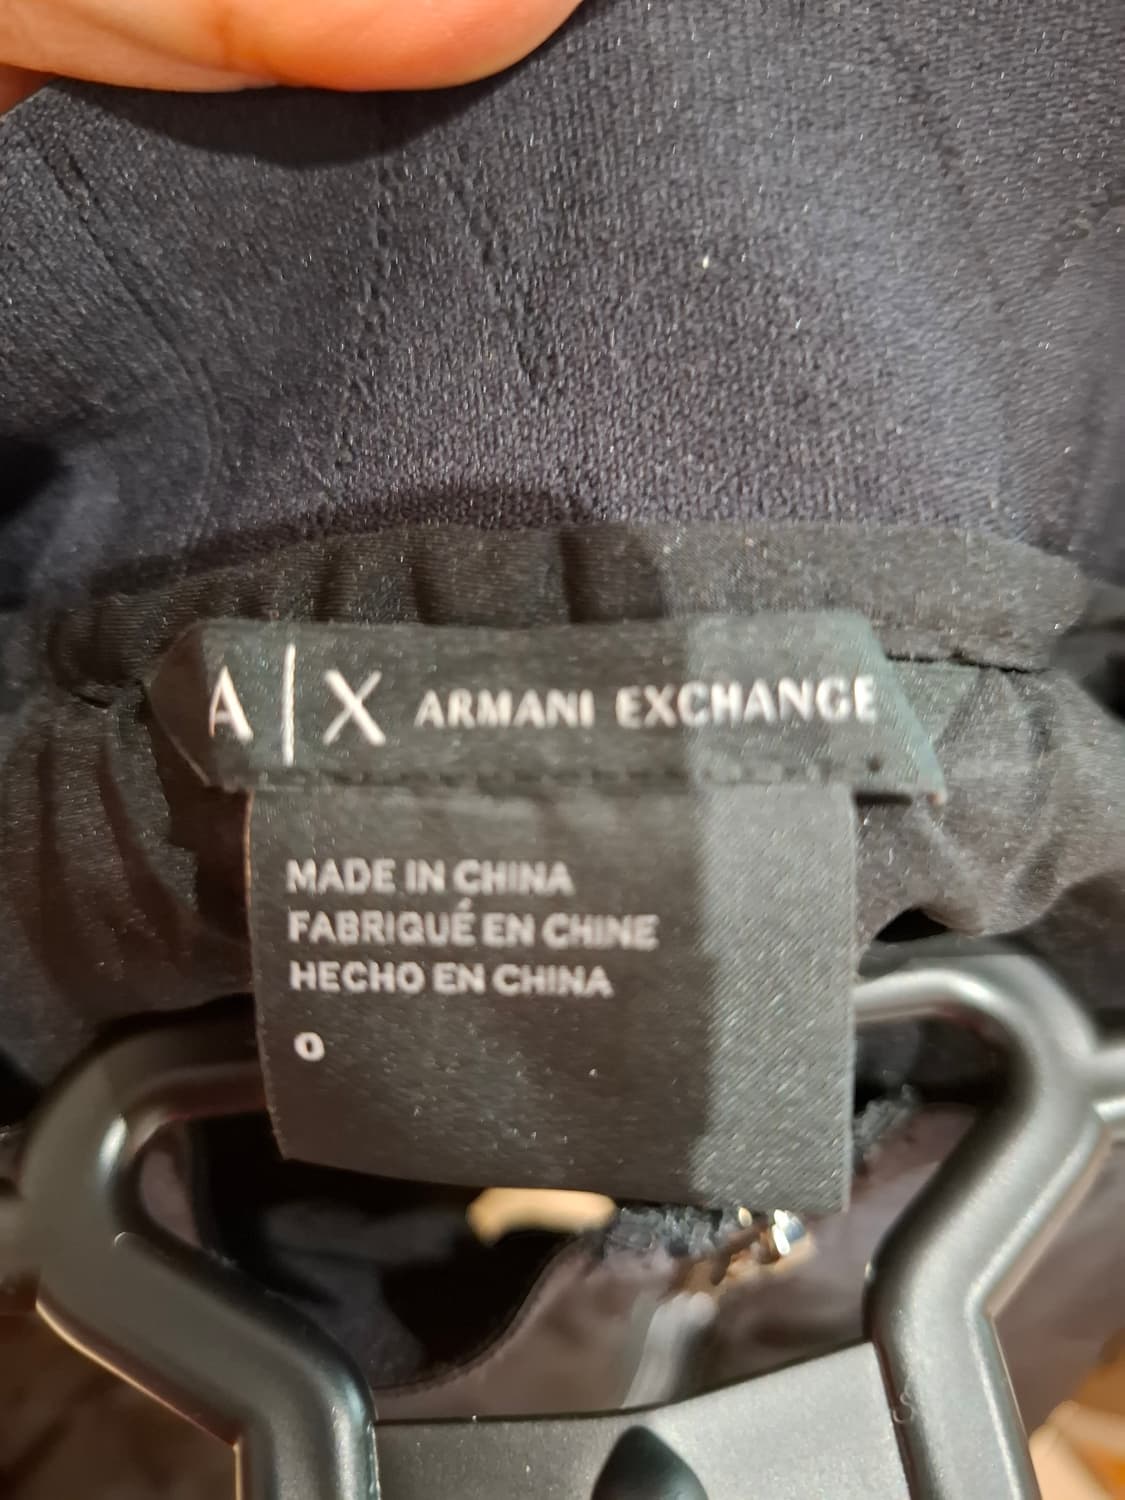 A|X ARMANI EXCHANGE
MADE IN CHINA
FABRIQUÉ EN CHINE
HECHO EN CHINA
0